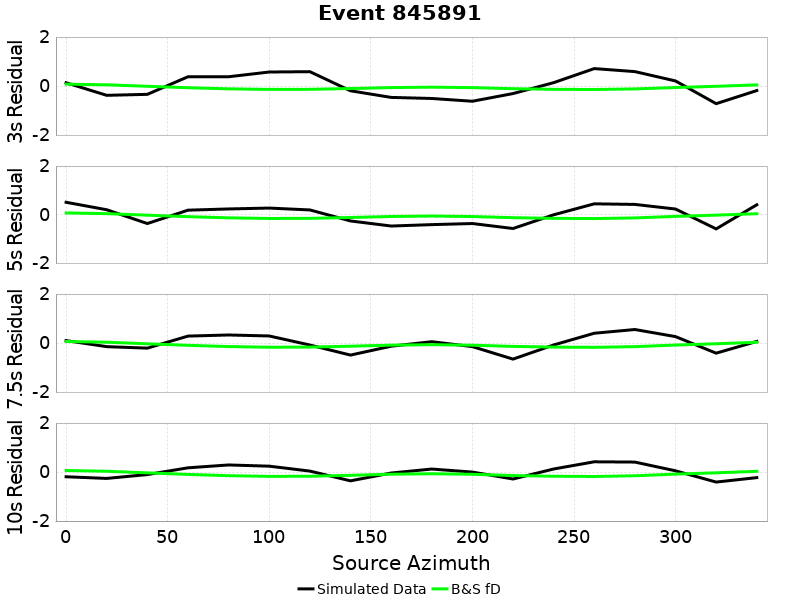 Event 845891
2
0
-2
3s Residual
2
0
-2
5s Residual
2
0
-2
7.5s Residual
2
0
-2
10s Residual
0 50 100 150 200 250 300
Source Azimuth
Simulated Data B&S fD